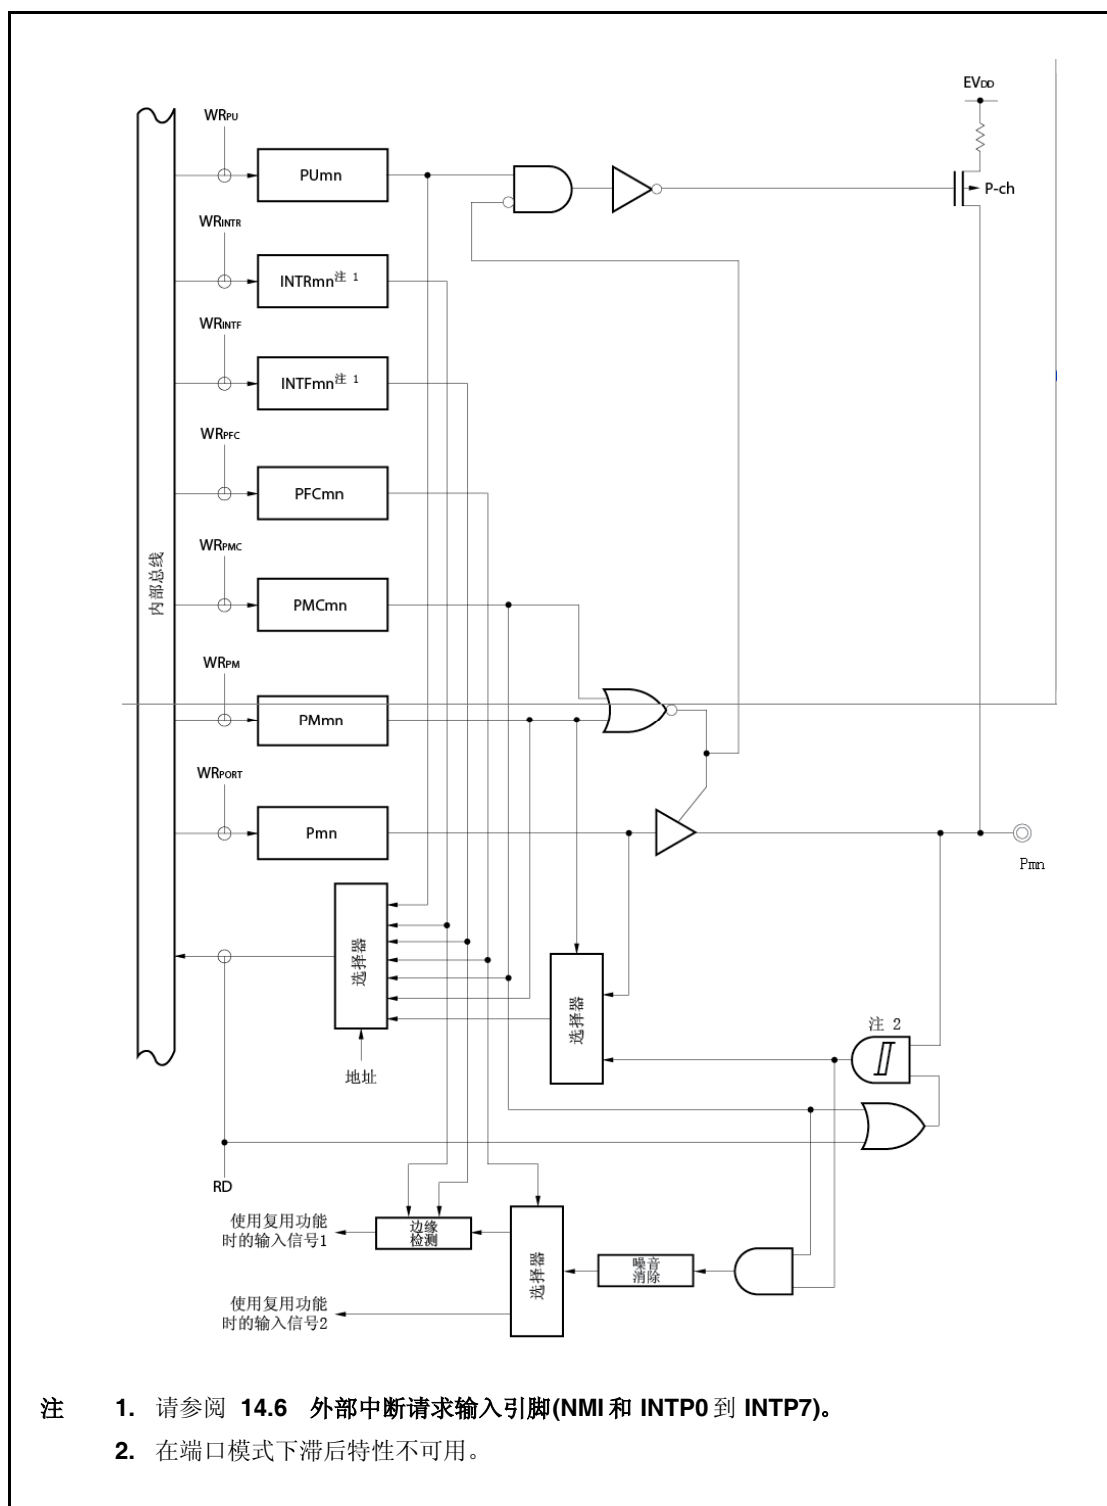 EVDD
WRPU
PUmn
P-ch
WRINTR
INTRmn注 1
WRINTF
INTFmn注 1
WRPFC
PFCmn
WRPMC
内部总线
PMCmn
WRPM
PMmn
WRPORT
Pmn
Pmn
选择器
选择器
注 2
地址
RD
使用复用功能
时的输入信号1
边缘
检测
选择器
噪音
消除
使用复用功能
时的输入信号2
注 1. 请参阅 14.6 外部中断请求输入引脚(NMI 和 INTP0 到 INTP7)。
2. 在端口模式下滞后特性不可用。